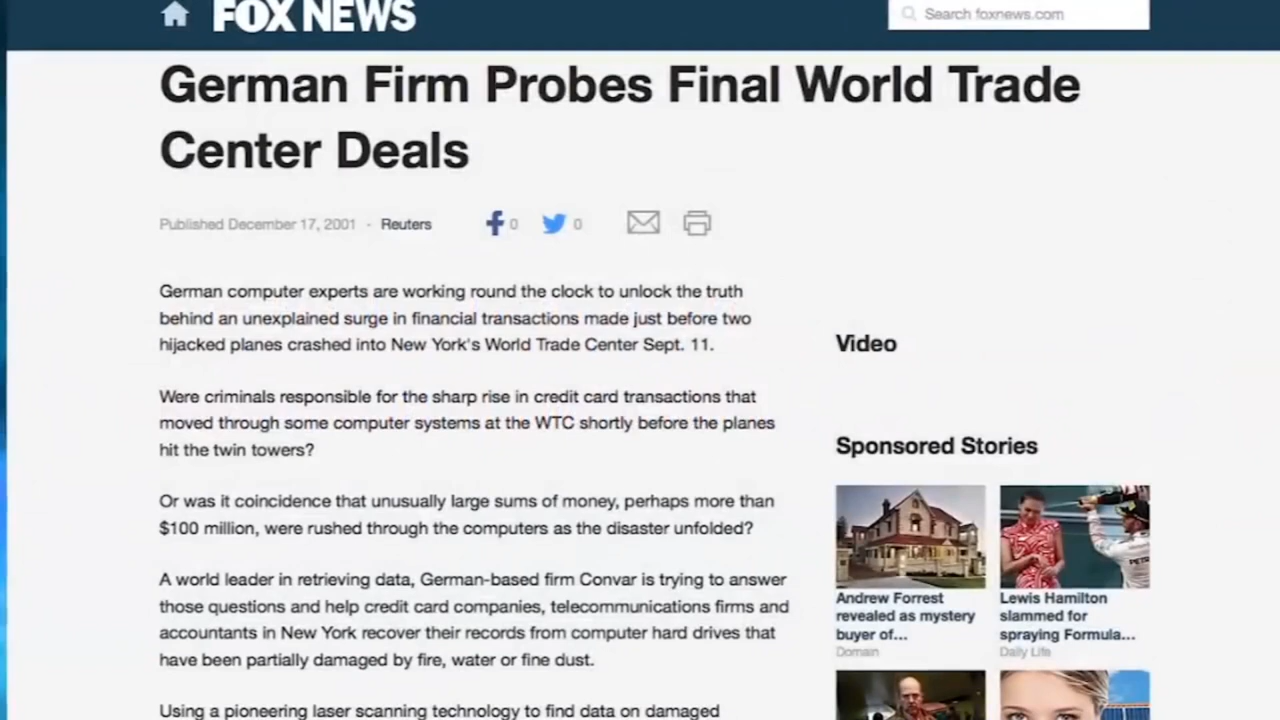 FOX NEWS
Search foxnews.com
German Firm Probes Final World Trade
Center Deals
Published December 17, 2001 · Reuters
0
0
German computer experts are working round the clock to unlock the truth
behind an unexplained surge in financial transactions made just before two
hijacked planes crashed into New York's World Trade Center Sept. 11.
Were criminals responsible for the sharp rise in credit card transactions that
moved through some computer systems at the WTC shortly before the planes
hit the twin towers?
Or was it coincidence that unusually large sums of money, perhaps more than
$100 million, were rushed through the computers as the disaster unfolded?
A world leader in retrieving data, German-based firm Convar is trying to answer
those questions and help credit card companies, telecommunications firms and
accountants in New York recover their records from computer hard drives that
have been partially damaged by fire, water or fine dust.
Using a pioneering laser scanning technology to find data on damaged
Video
Sponsored Stories
Andrew Forrest
revealed as mystery
buyer of...
Domain
Lewis Hamilton
slammed for
spraying Formula...
Daily Life